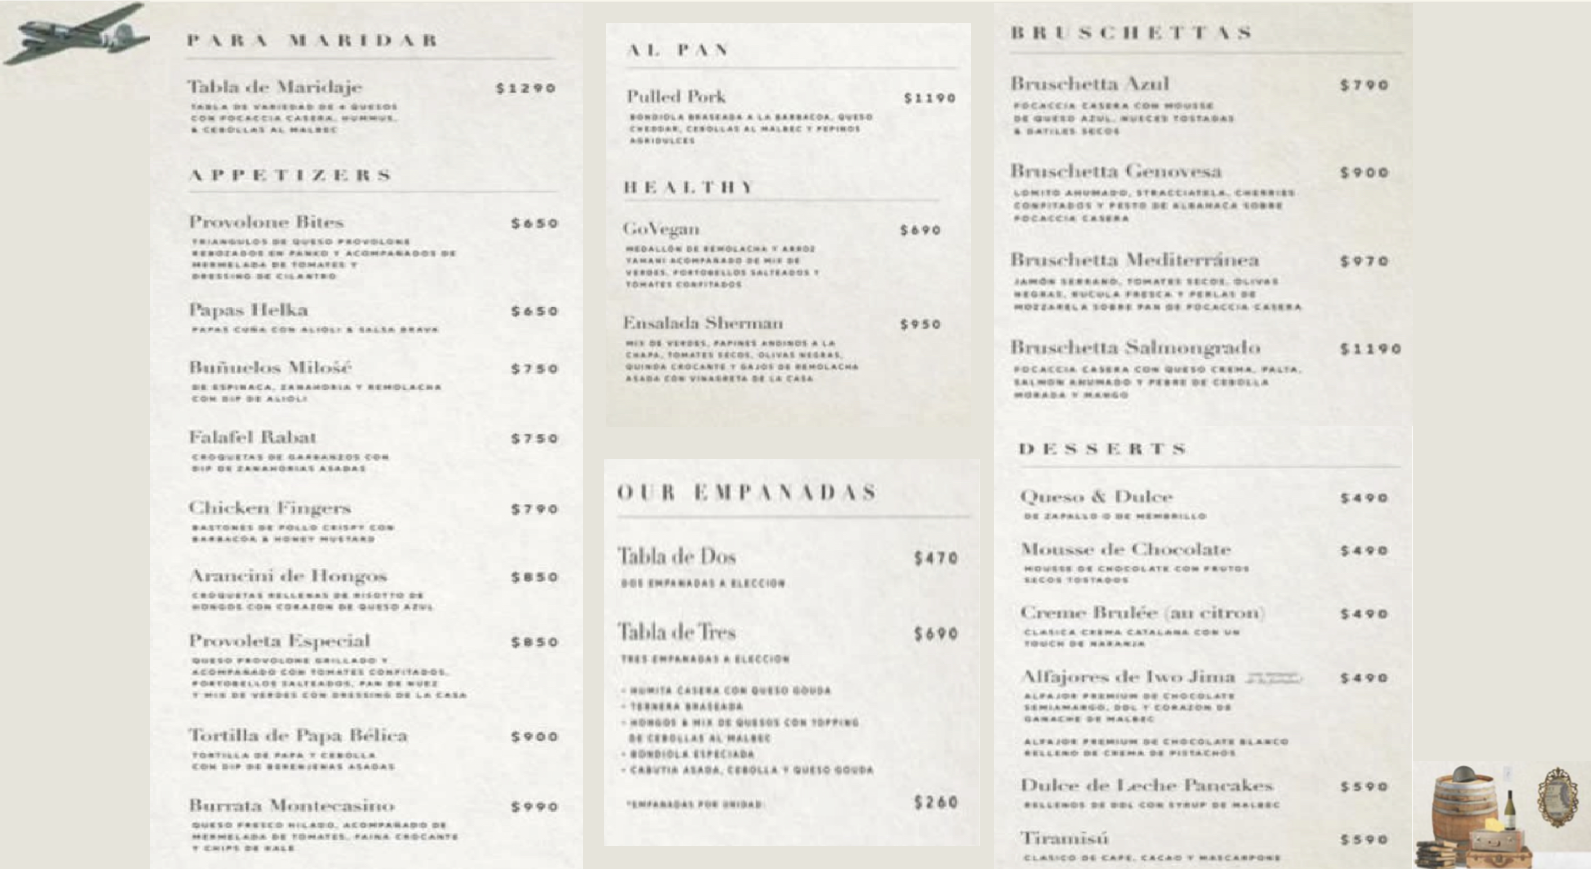 PARA MARIDAR
Tabla de Maridaje $1290
TABLA DE VARIEDAD DE 4 QUESOS
CON FOCACCIA CASERA, HUMMUS,
& CEBOLLAS AL MALBEC
APPETIZERS
Provolone Bites $650
TRIANGULOS DE QUESO PROVOLONE
REBOZADOS EN PANKO Y ACOMPAÑADOS DE
MERMELADA DE TOMATES Y
DRESSING DE CILANTRO
Papas Helka $650
PAPAS CUÑA CON ALIOLI & SALSA BRAVA
Buñuelos Milošć $750
DE ESPINACA, ZANAHORIA Y REMOLACHA
CON DIP DE ALIOLI
Falafel Rabat $750
CROQUETAS DE GARBANZOS CON
DIP DE ZANAHORIAS ASADAS
Chicken Fingers $790
BASTONES DE POLLO CRISPY CON
BARBACOA & HONEY MUSTARD
Arancini de Hongos $850
CROQUETAS RELLENAS DE RISOTTO DE
HONGOS CON CORAZON DE QUESO AZUL
Provoleta Especial $850
QUESO PROVOLONE GRILLADO Y
ACOMPAÑADO CON TOMATES CONFITADOS,
PORTOBELLOS SALTEADOS, PAN DE NUEZ
Y MIX DE VERDES CON DRESSING DE LA CASA
Tortilla de Papa Bélica $900
TORTILLA DE PAPA Y CEBOLLA
CON DIP DE BERENJENAS ASADAS
Burrata Montecasino $990
QUESO FRESCO HILADO, ACOMPAÑADO DE
MERMELADA DE TOMATES, FAINA CROCANTE
Y CHIPS DE KALE
AL PAN
Pulled Pork $1190
BONDIOLA BRASEADA A LA BARBACOA, QUESO
CHEDDAR, CEBOLLAS AL MALBEC Y PEPINOS
AGRIDULCES
HEALTHY
GoVegan $690
MEDALLÓN DE REMOLACHA Y ARROZ
YAMANI ACOMPAÑADO DE MIX DE
VERDES, PORTOBELLOS SALTEADOS Y
TOMATES CONFITADOS
Ensalada Sherman $950
MIX DE VERDES, PAPINES ANDINOS A LA
CHAPA, TOMATES SECOS, OLIVAS NEGRAS,
QUINOA CROCANTE Y GAJOS DE REMOLACHA
ASADA CON VINAGRETA DE LA CASA
OUR EMPANADAS
Tabla de Dos $470
DOS EMPANADAS A ELECCION
Tabla de Tres $690
TRES EMPANADAS A ELECCION
- HUMITA CASERA CON QUESO GOUDA
- TERNERA BRASEADA
- HONGOS & MIX DE QUESOS CON TOPPING
DE CEBOLLAS AL MALBEC
- BONDIOLA ESPECIADA
- CABUTIA ASADA, CEBOLLA Y QUESO GOUDA
*EMPANADAS POR UNIDAD: $260
BRUSCHETTAS
Bruschetta Azul $790
FOCACCIA CASERA CON MOUSSE
DE QUESO AZUL, NUECES TOSTADAS
& DATILES SECOS
Bruschetta Genovesa $900
LOMITO AHUMADO, STRACCIATELA, CHERRIES
CONFITADOS Y PESTO DE ALBAHACA SOBRE
FOCACCIA CASERA
Bruschetta Mediterránea $970
JAMÓN SERRANO, TOMATES SECOS, OLIVAS
NEGRAS, RUCULA FRESCA Y PERLAS DE
MOZZARELA SOBRE PAN DE FOCACCIA CASERA
Bruschetta Salmongrado $1190
FOCACCIA CASERA CON QUESO CREMA, PALTA,
SALMON AHUMADO Y PEBRE DE CEBOLLA
MORADA Y MANGO
DESSERTS
Queso & Dulce $490
DE ZAPALLO O DE MEMBRILLO
Mousse de Chocolate $490
MOUSSE DE CHOCOLATE CON FRUTOS
SECOS TOSTADOS
Creme Brulée (au citron) $490
CLASICA CREMA CATALANA CON UN
TOUCH DE NARANJA
Alfajores de Iwo Jima $490
ALFAJOR PREMIUM DE CHOCOLATE
SEMIAMARGO, DDL Y CORAZON DE
GANACHE DE MALBEC
ALFAJOR PREMIUM DE CHOCOLATE BLANCO
RELLENO DE CREMA DE PISTACHOS
Dulce de Leche Pancakes $590
RELLENOS DE DDL CON SYRUP DE MALBEC
Tiramisú $590
CLASICO DE CAFE, CACAO Y MASCARPONE